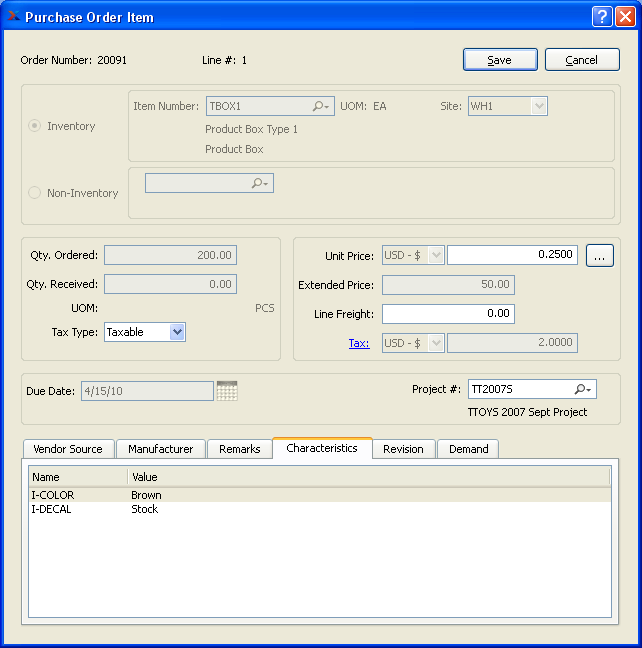 Purchase Order Item
Order Number: 20091 Line #: 1 Save Cancel
Inventory Item Number: TBOX1 UOM: EA Site: WH1
Product Box Type 1
Product Box
Non-Inventory
Qty. Ordered: 200.00 Unit Price: USD - $ 0.2500 ...
Qty. Received: 0.00 Extended Price: 50.00
UOM: PCS Line Freight: 0.00
Tax Type: Taxable Tax: USD - $ 2.0000
Due Date: 4/15/10 Project #: TT2007S
TTOYS 2007 Sept Project
Vendor Source Manufacturer Remarks Characteristics Revision Demand
Name Value
I-COLOR Brown
I-DECAL Stock